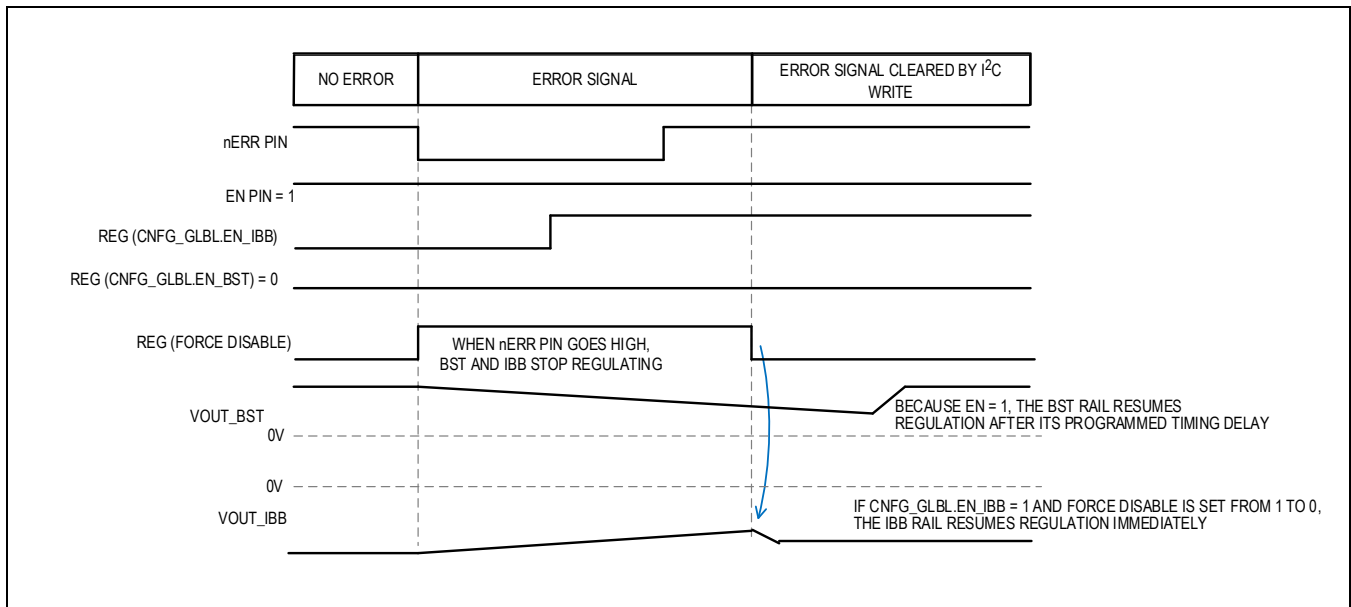 NO ERROR
ERROR SIGNAL
ERROR SIGNAL CLEARED BY I²C
WRITE
nERR PIN
EN PIN = 1
REG (CNFG_GLBL.EN_IBB)
REG (CNFG_GLBL.EN_BST) = 0
REG (FORCE DISABLE)
WHEN nERR PIN GOES HIGH,
BST AND IBB STOP REGULATING
VOUT_BST
0V
BECAUSE EN = 1, THE BST RAIL RESUMES
REGULATION AFTER ITS PROGRAMMED TIMING DELAY
0V
VOUT_IBB
IF CNFG_GLBL.EN_IBB = 1 AND FORCE DISABLE IS SET FROM 1 TO 0,
THE IBB RAIL RESUMES REGULATION IMMEDIATELY